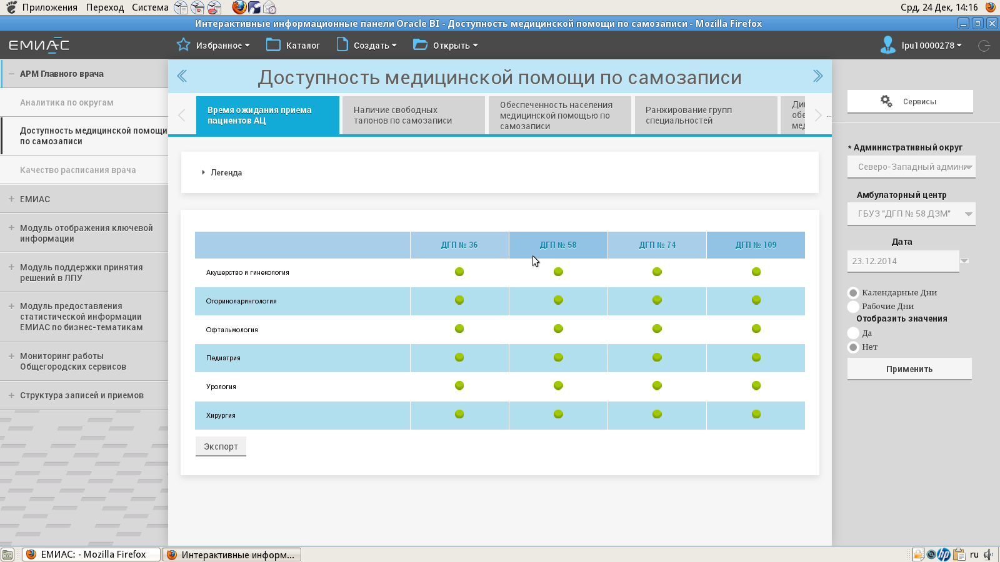 Приложения Переход Система
Срд, 24 Дек, 14:16
Интерактивные информационные панели Oracle BI - Доступность медицинской помощи по самозаписи - Mozilla Firefox
ЕМИАС
Избранное
Каталог
Создать
Открыть
lpu10000278
АРМ Главного врача
Аналитика по округам
Доступность медицинской помощи
по самозаписи
Качество расписания врача
ЕМИАС
Модуль отображения ключевой
информации
Модуль поддержки принятия
решений в ЛПУ
Модуль предоставления
статистической информации
ЕМИАС по бизнес-тематикам
Мониторинг работы
Общегородских сервисов
Структура записей и приемов
Доступность медицинской помощи по самозаписи
Время ожидания приема
пациентов АЦ
Наличие свободных
талонов по самозаписи
Обеспеченность населения
медицинской помощью по
самозаписи
Ранжирование групп
специальностей
...
Легенда
ДГП № 36 ДГП № 58 ДГП № 74 ДГП № 109
Акушерство и гинекология
Оториноларингология
Офтальмология
Педиатрия
Урология
Хирургия
Экспорт
Сервисы
* Административный округ
Северо-Западный админи
Амбулаторный центр
ГБУЗ "ДГП № 58 ДЗМ"
Дата
23.12.2014
Календарные Дни
Рабочие Дни
Отобразить значения
Да
Нет
Применить
ЕМИАС: - Mozilla Firefox
Интерактивные информ...
hp
ru